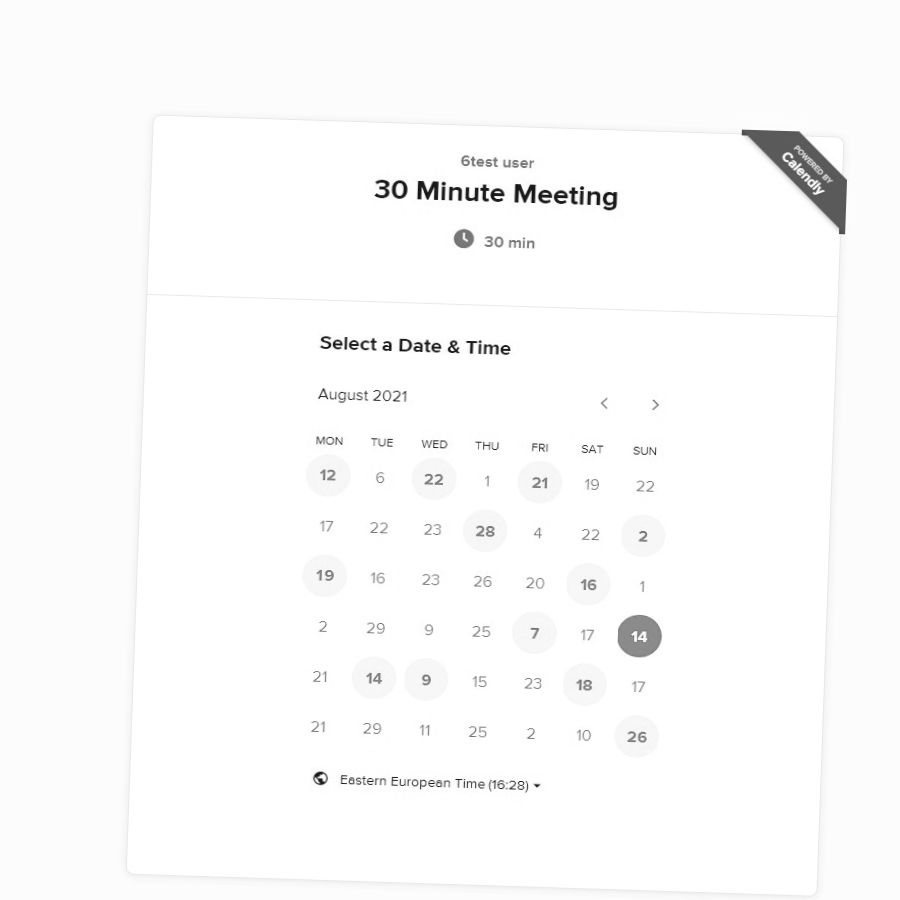 POWERED BY
Calendly
6test user
30 Minute Meeting
30 min
Select a Date & Time
August 2021
MON TUE WED THU FRI SAT SUN
12 6 22 1 21 19 22
17 22 23 28 4 22 2
19 16 23 26 20 16 1
2 29 9 25 7 17 14
21 14 9 15 23 18 17
21 29 11 25 2 10 26
Eastern European Time (16:28)